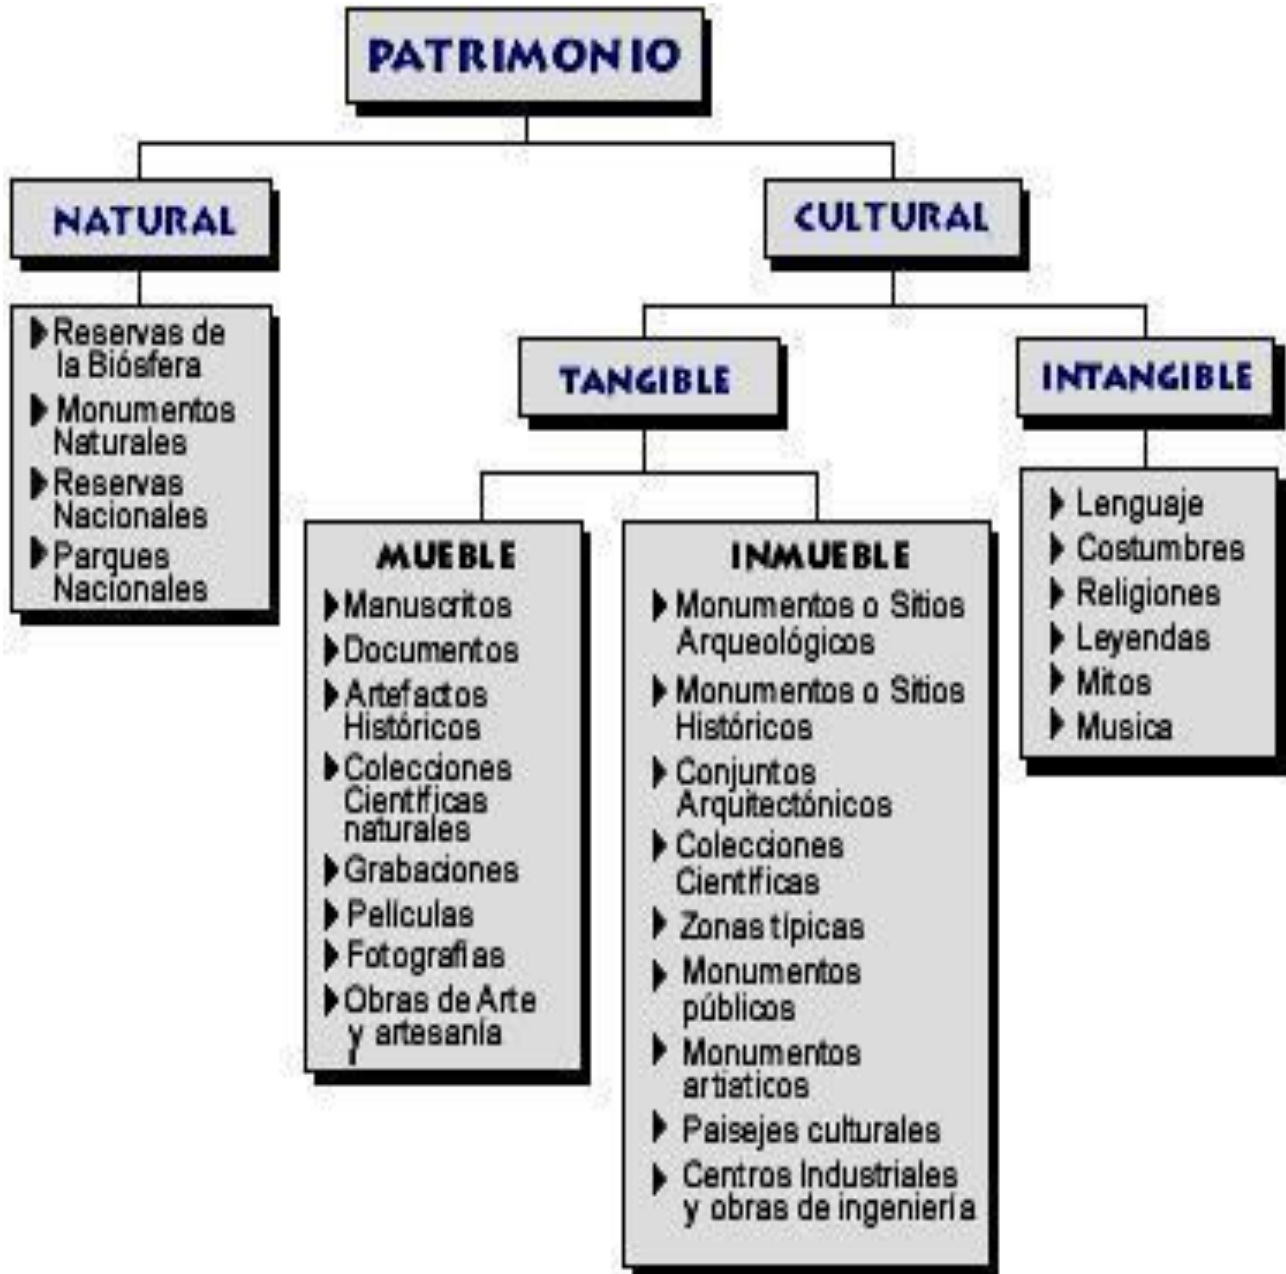 PATRIMONIO
NATURAL
CULTURAL
Reservas de
la Biósfera
Monumentos
Naturales
Reservas
Nacionales
Parques
Nacionales
TANGIBLE
INTANGIBLE
MUEBLE
Manuscritos
Documentos
Artefactos
Históricos
Colecciones
Científicas
naturales
Grabaciones
Películas
Fotografías
Obras de Arte
y artesanía
INMUEBLE
Monumentos o Sitios
Arqueológicos
Monumentos o Sitios
Históricos
Conjuntos
Arquitectónicos
Colecciones
Científicas
Zonas típicas
Monumentos
públicos
Monumentos
artiaticos
Paisejes culturales
Centros Industriales
y obras de ingeniería
Lenguaje
Costumbres
Religiones
Leyendas
Mitos
Musica